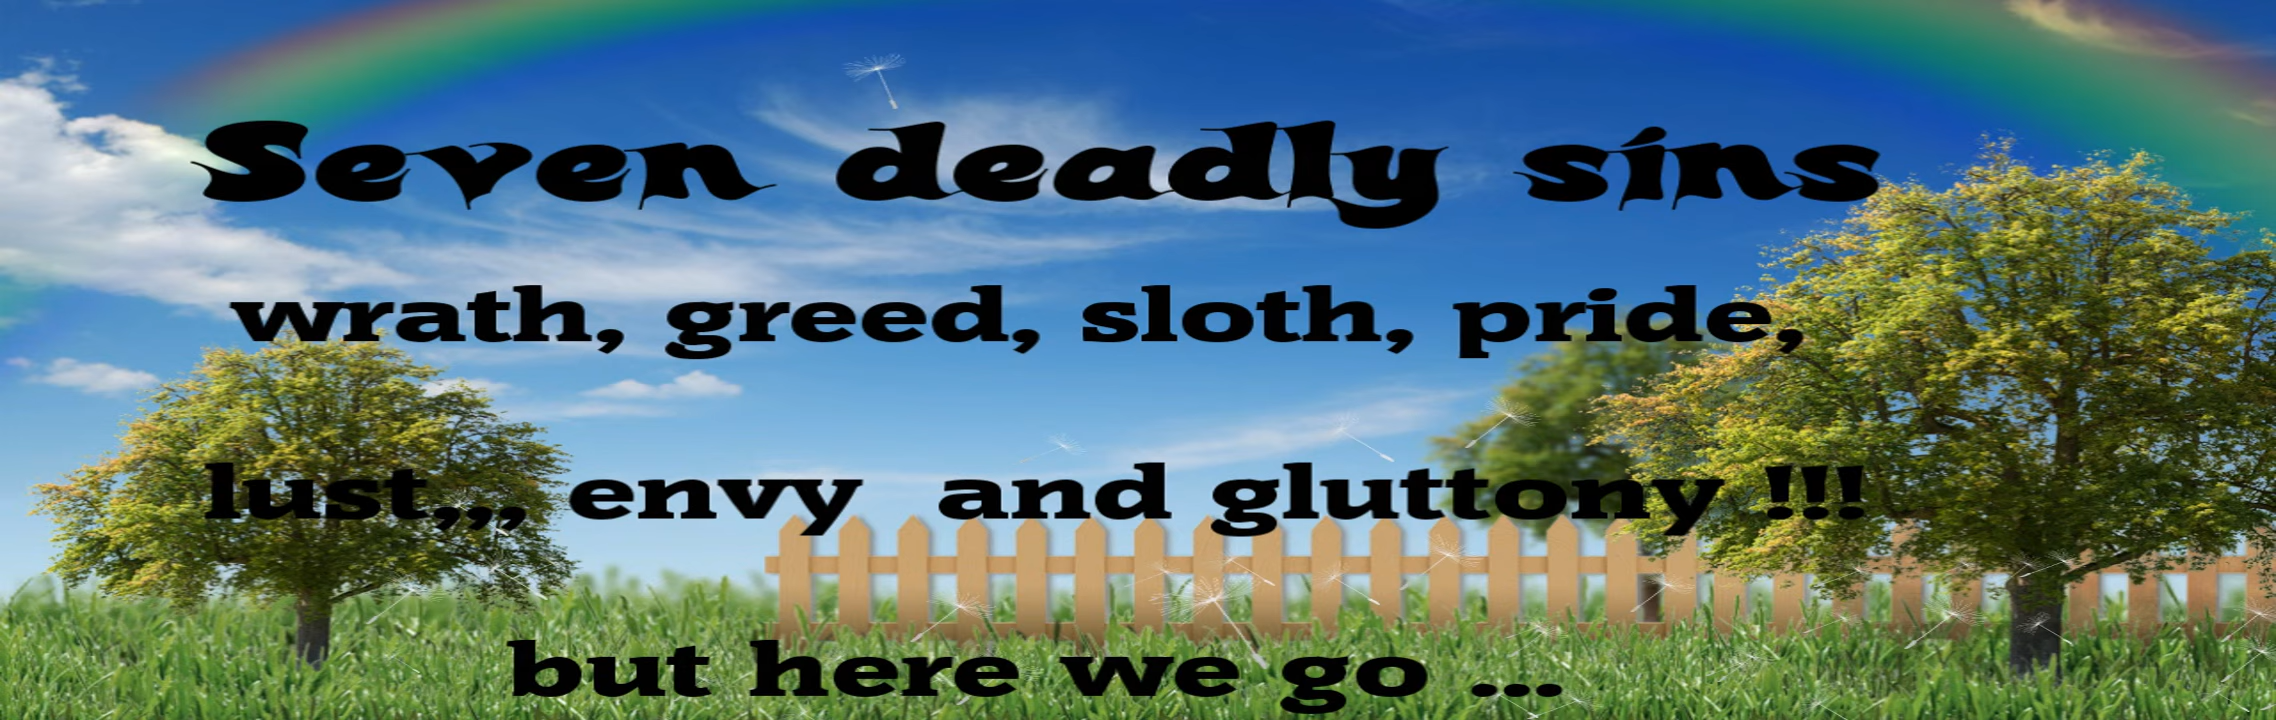 Seven deadly sins
wrath, greed, sloth, pride,
lust,,, envy and gluttony !!!
but here we go ...